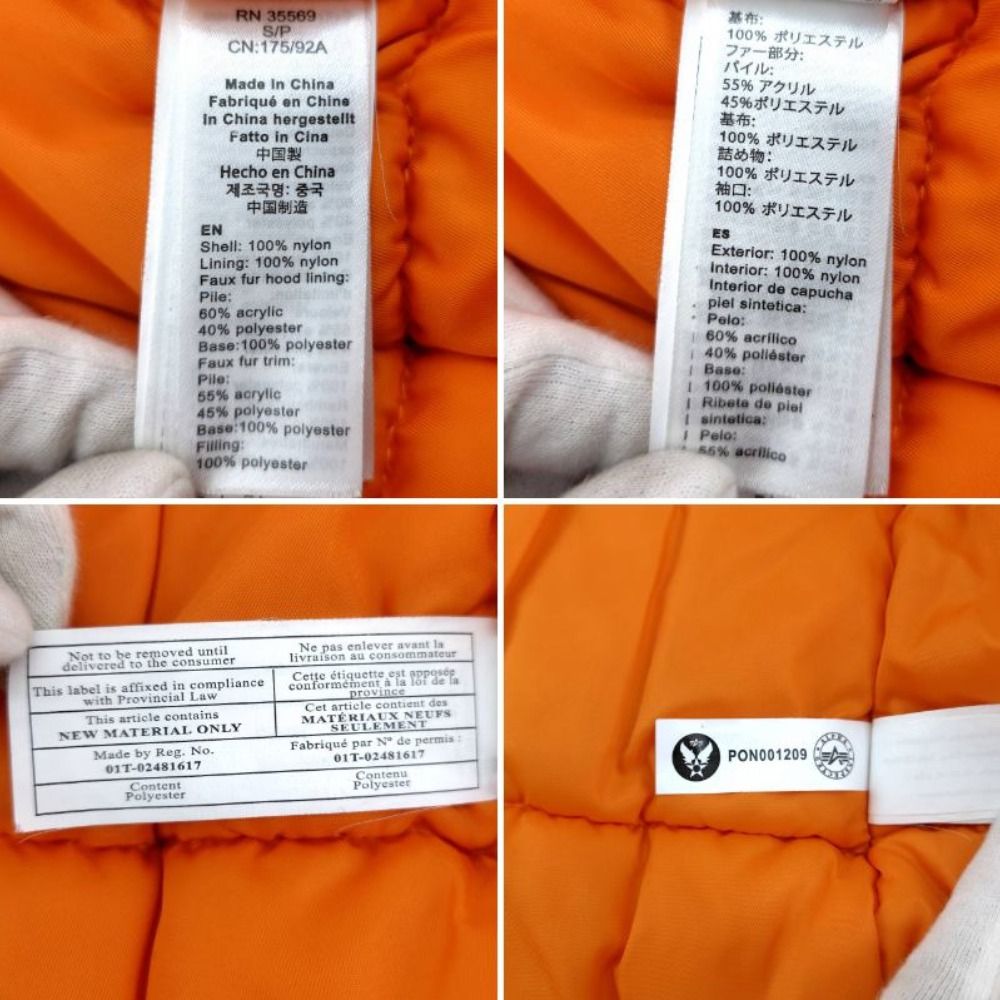 RN 35569
S/P
CN:175/92A
Made in China
Fabriqué en Chine
In China hergestellt
Fatto in Cina
中国製
Hecho en China
제조국명: 중국
中国制造
EN
Shell: 100% nylon
Lining: 100% nylon
Faux fur hood lining:
Pile:
60% acrylic
40% polyester
Base:100% polyester
Faux fur trim:
Pile:
55% acrylic
45% polyester
Base:100% polyester
Filling:
100% polyester
基布:
100% ポリエステル
ファー部分:
パイル:
55% アクリル
45%ポリエステル
基布:
100% ポリエステル
詰め物:
100% ポリエステル
袖口:
100% ポリエステル
ES
Exterior: 100% nylon
Interior: 100% nylon
Interior de capucha
piel sintetica:
Pelo:
60% acrílico
40% poliéster
Base:
100% poliéster
Ribete de piel
sintetica:
Pelo:
55% acrílico
Not to be removed until
delivered to the consumer
Ne pas enlever avant la
livraison au consommateur
This label is affixed in compliance
with Provincial Law
Cette étiquette est apposée
conformément à la loi de la
province
This article contains
NEW MATERIAL ONLY
Cet article contient des
MATÉRIAUX NEUFS
SEULEMENT
Made by Reg. No.
01T-02481617
Fabriqué par Nº de permis :
01T-02481617
Content
Polyester
Contenu
Polyester
PON001209
ALPHA